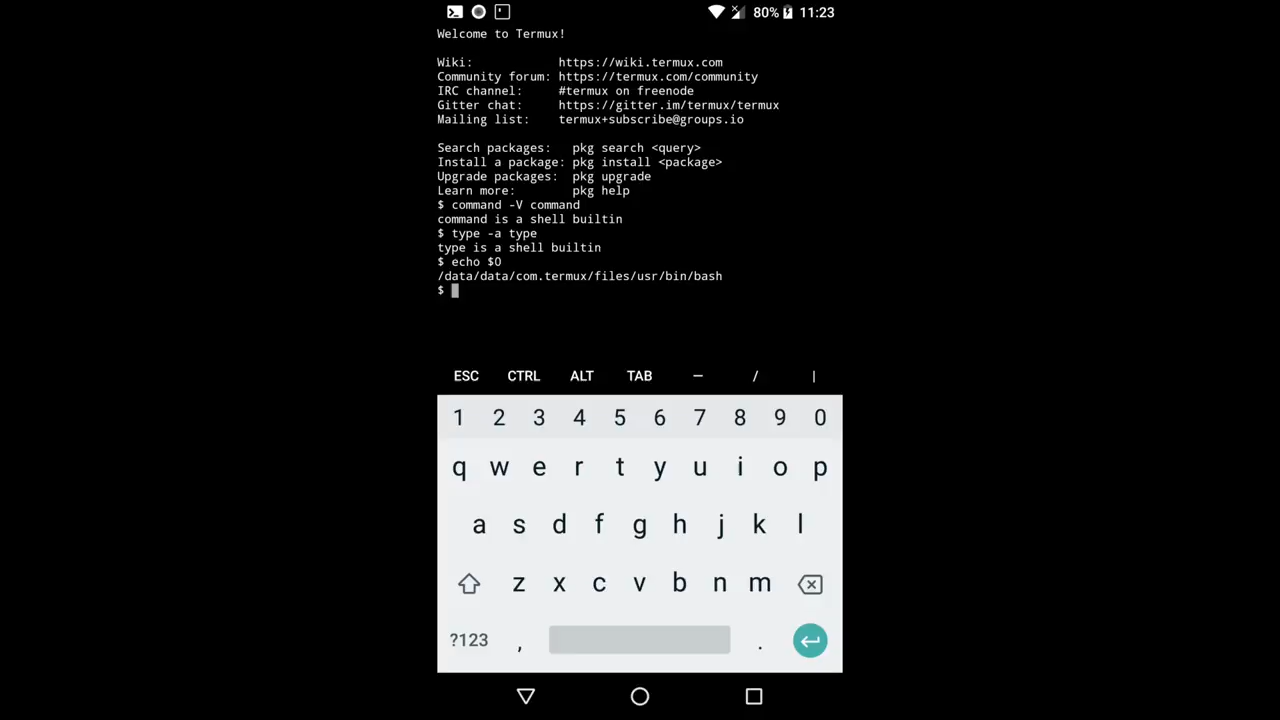 80% 11:23
Welcome to Termux!
Wiki: https://wiki.termux.com
Community forum: https://termux.com/community
IRC channel: #termux on freenode
Gitter chat: https://gitter.im/termux/termux
Mailing list: termux+subscribe@groups.io
Search packages: pkg search <query>
Install a package: pkg install <package>
Upgrade packages: pkg upgrade
Learn more: pkg help
$ command -V command
command is a shell builtin
$ type -a type
type is a shell builtin
$ echo $0
/data/data/com.termux/files/usr/bin/bash
$
ESC CTRL ALT TAB — / |
1 2 3 4 5 6 7 8 9 0
q w e r t y u i o p
a s d f g h j k l
z x c v b n m
?123 , .